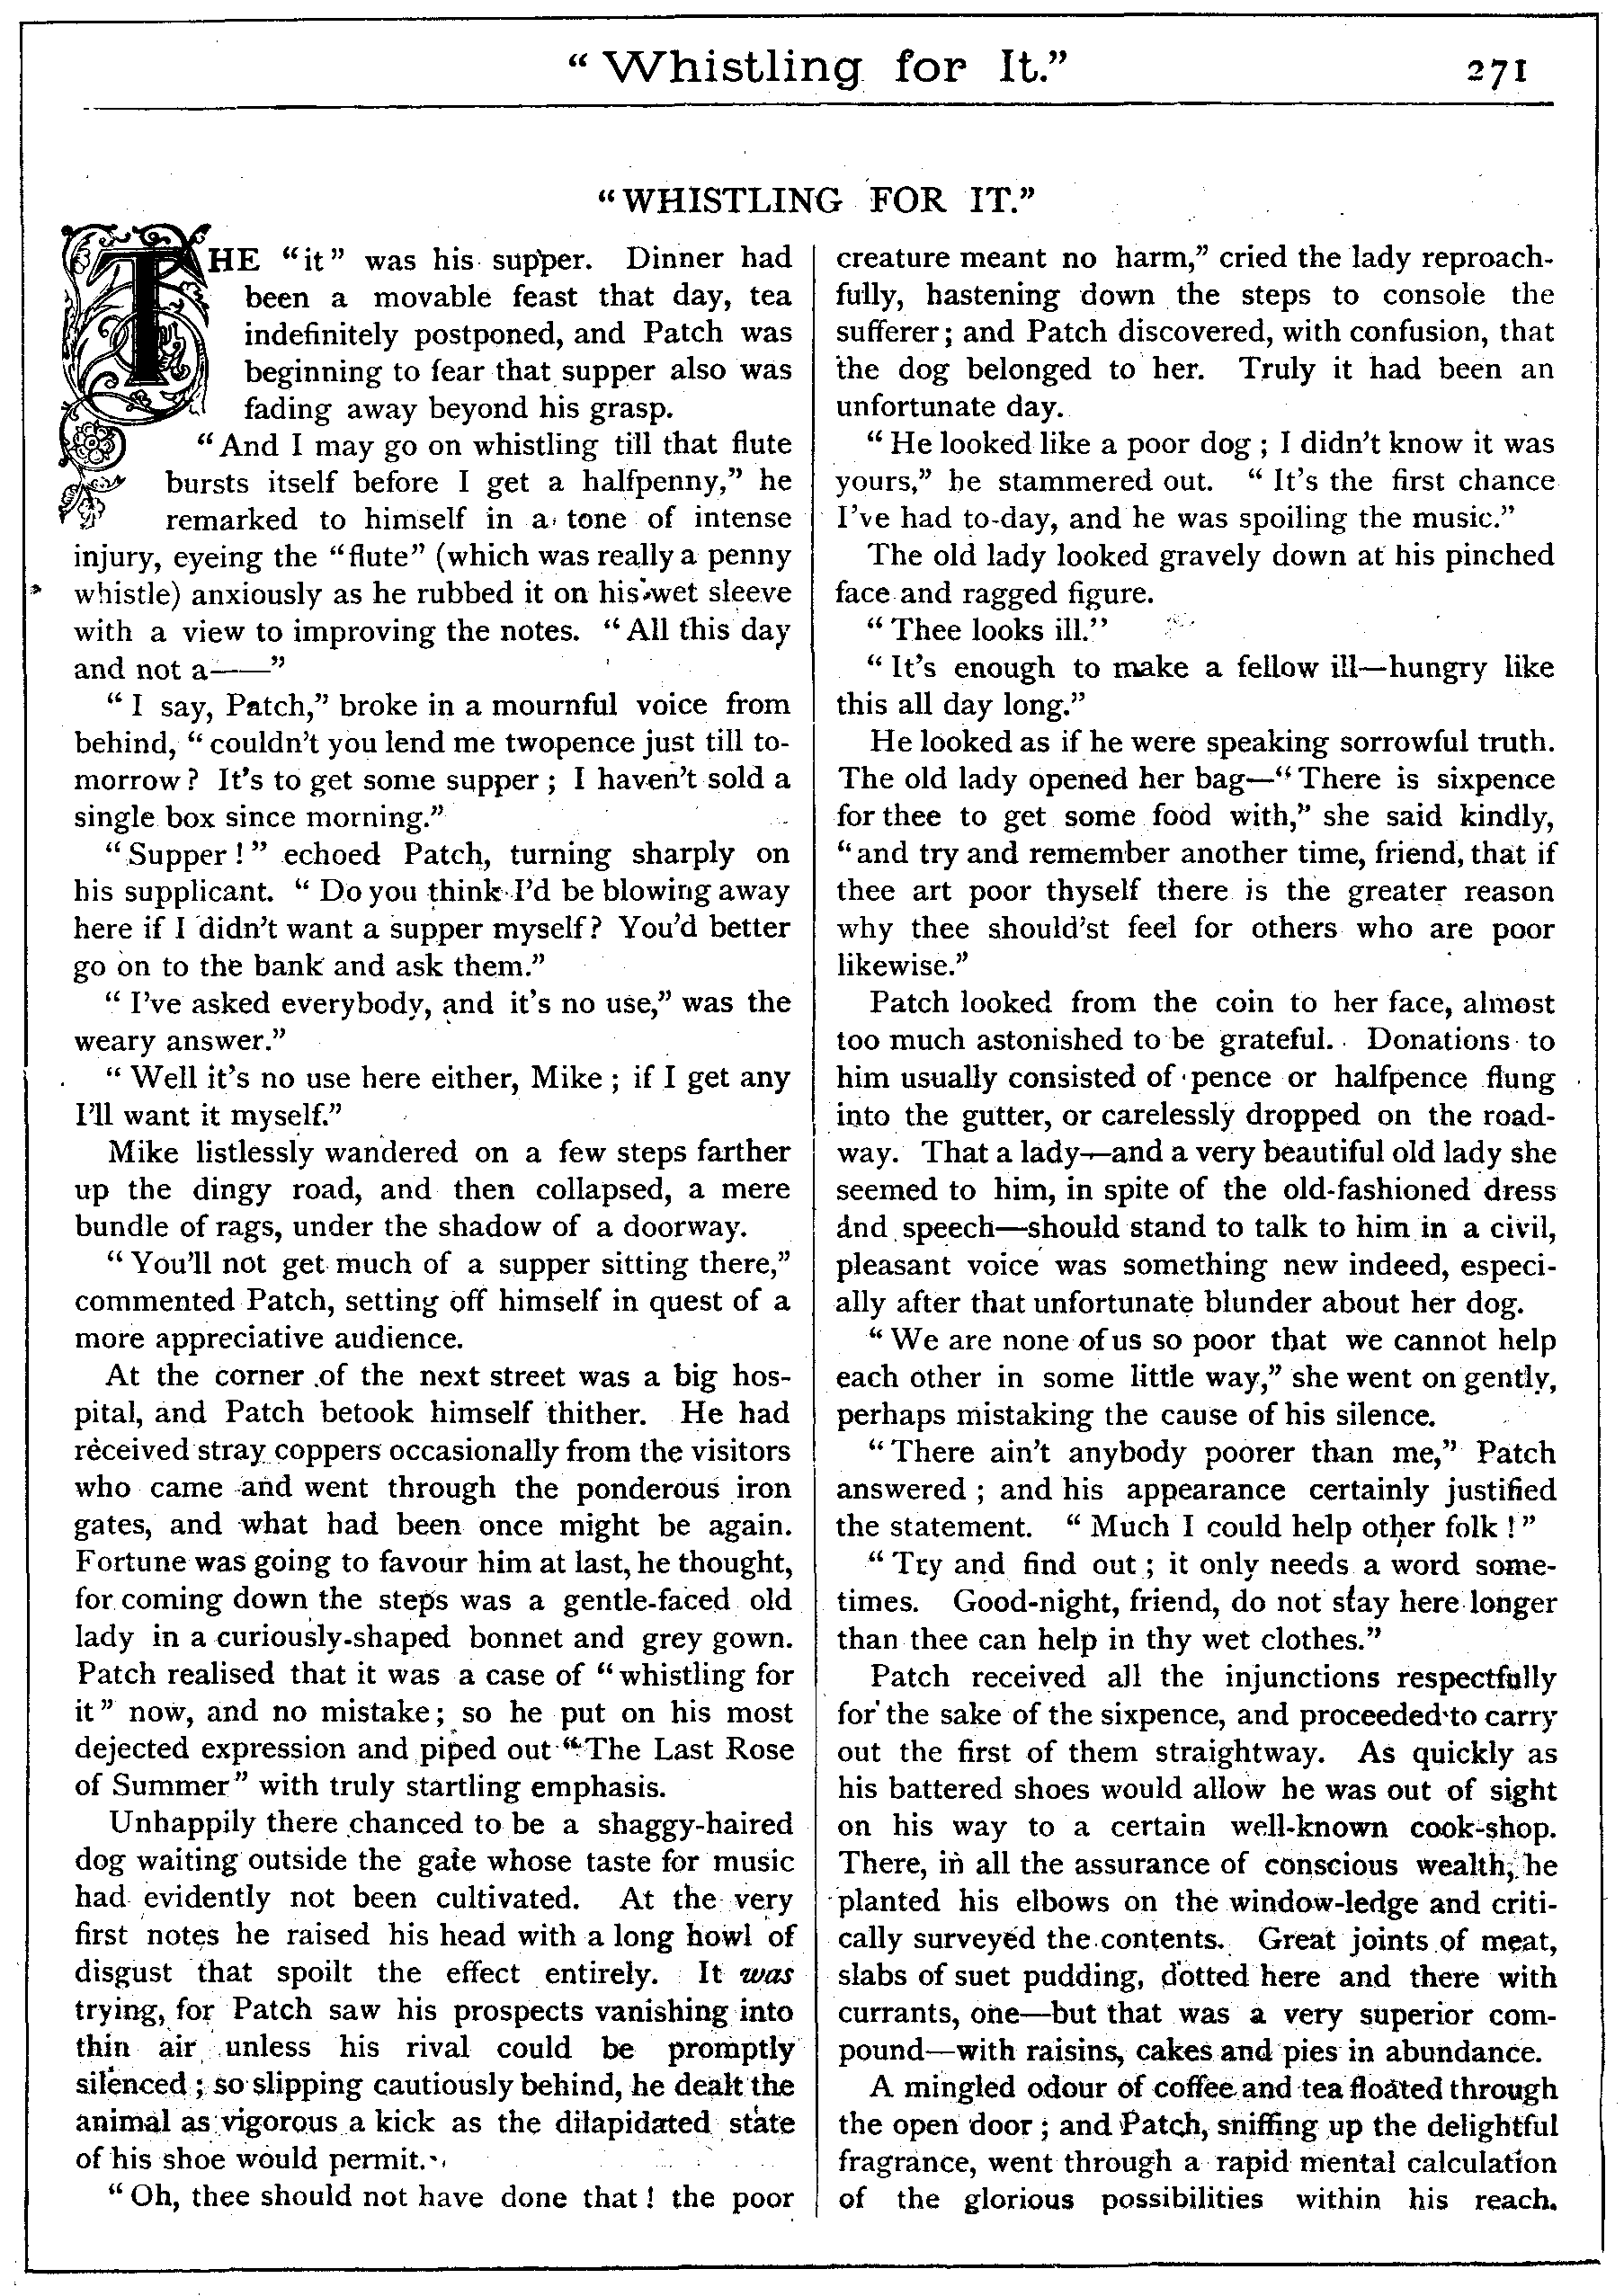 “ Whistling for It.” 271
“WHISTLING FOR IT.”
THE “it” was his supper. Dinner had
been a movable feast that day, tea
indefinitely postponed, and Patch was
beginning to fear that supper also was
fading away beyond his grasp.
“And I may go on whistling till that flute
bursts itself before I get a halfpenny,” he
remarked to himself in a tone of intense
injury, eyeing the “flute” (which was really a penny
whistle) anxiously as he rubbed it on his wet sleeve
with a view to improving the notes. “All this day
and not a——”
“I say, Patch,” broke in a mournful voice from
behind, “couldn’t you lend me twopence just till to-
morrow? It’s to get some supper; I haven’t sold a
single box since morning.”
“Supper!” echoed Patch, turning sharply on
his supplicant. “Do you think I’d be blowing away
here if I didn’t want a supper myself? You’d better
go on to the bank and ask them.”
“I’ve asked everybody, and it’s no use,” was the
weary answer.”
“Well it’s no use here either, Mike; if I get any
I’ll want it myself.”
Mike listlessly wandered on a few steps farther
up the dingy road, and then collapsed, a mere
bundle of rags, under the shadow of a doorway.
“You’ll not get much of a supper sitting there,”
commented Patch, setting off himself in quest of a
more appreciative audience.
At the corner of the next street was a big hos-
pital, and Patch betook himself thither. He had
received stray coppers occasionally from the visitors
who came and went through the ponderous iron
gates, and what had been once might be again.
Fortune was going to favour him at last, he thought,
for coming down the steps was a gentle-faced old
lady in a curiously-shaped bonnet and grey gown.
Patch realised that it was a case of “whistling for
it” now, and no mistake; so he put on his most
dejected expression and piped out “The Last Rose
of Summer” with truly startling emphasis.
Unhappily there chanced to be a shaggy-haired
dog waiting outside the gate whose taste for music
had evidently not been cultivated. At the very
first notes he raised his head with a long howl of
disgust that spoilt the effect entirely. It was
trying, for Patch saw his prospects vanishing into
thin air unless his rival could be promptly
silenced; so slipping cautiously behind, he dealt the
animal as vigorous a kick as the dilapidated state
of his shoe would permit.
“Oh, thee should not have done that! the poor
creature meant no harm,” cried the lady reproach-
fully, hastening down the steps to console the
sufferer; and Patch discovered, with confusion, that
the dog belonged to her. Truly it had been an
unfortunate day.
“He looked like a poor dog; I didn’t know it was
yours,” he stammered out. “It’s the first chance
I’ve had to-day, and he was spoiling the music.”
The old lady looked gravely down at his pinched
face and ragged figure.
“Thee looks ill.”
“It’s enough to make a fellow ill—hungry like
this all day long.”
He looked as if he were speaking sorrowful truth.
The old lady opened her bag—“There is sixpence
for thee to get some food with,” she said kindly,
“and try and remember another time, friend, that if
thee art poor thyself there is the greater reason
why thee should’st feel for others who are poor
likewise.”
Patch looked from the coin to her face, almost
too much astonished to be grateful. Donations to
him usually consisted of pence or halfpence flung
into the gutter, or carelessly dropped on the road-
way. That a lady—and a very beautiful old lady she
seemed to him, in spite of the old-fashioned dress
and speech—should stand to talk to him in a civil,
pleasant voice was something new indeed, especi-
ally after that unfortunate blunder about her dog.
“We are none of us so poor that we cannot help
each other in some little way,” she went on gently,
perhaps mistaking the cause of his silence.
“There ain’t anybody poorer than me,” Patch
answered; and his appearance certainly justified
the statement. “Much I could help other folk!”
“Try and find out; it only needs a word some-
times. Good-night, friend, do not stay here longer
than thee can help in thy wet clothes.”
Patch received all the injunctions respectfully
for the sake of the sixpence, and proceeded to carry
out the first of them straightway. As quickly as
his battered shoes would allow he was out of sight
on his way to a certain well-known cook-shop.
There, in all the assurance of conscious wealth, he
planted his elbows on the window-ledge and criti-
cally surveyed the contents. Great joints of meat,
slabs of suet pudding, dotted here and there with
currants, one—but that was a very superior com-
pound—with raisins, cakes and pies in abundance.
A mingled odour of coffee and tea floated through
the open door; and Patch, sniffing up the delightful
fragrance, went through a rapid mental calculation
of the glorious possibilities within his reach.